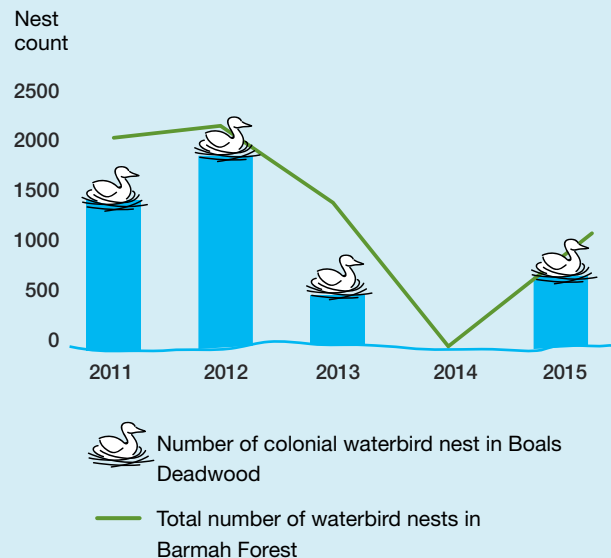 Nest
count
2500
2000
1500
1000
500
0
2011 2012 2013 2014 2015
Number of colonial waterbird nest in Boals
Deadwood
Total number of waterbird nests in
Barmah Forest